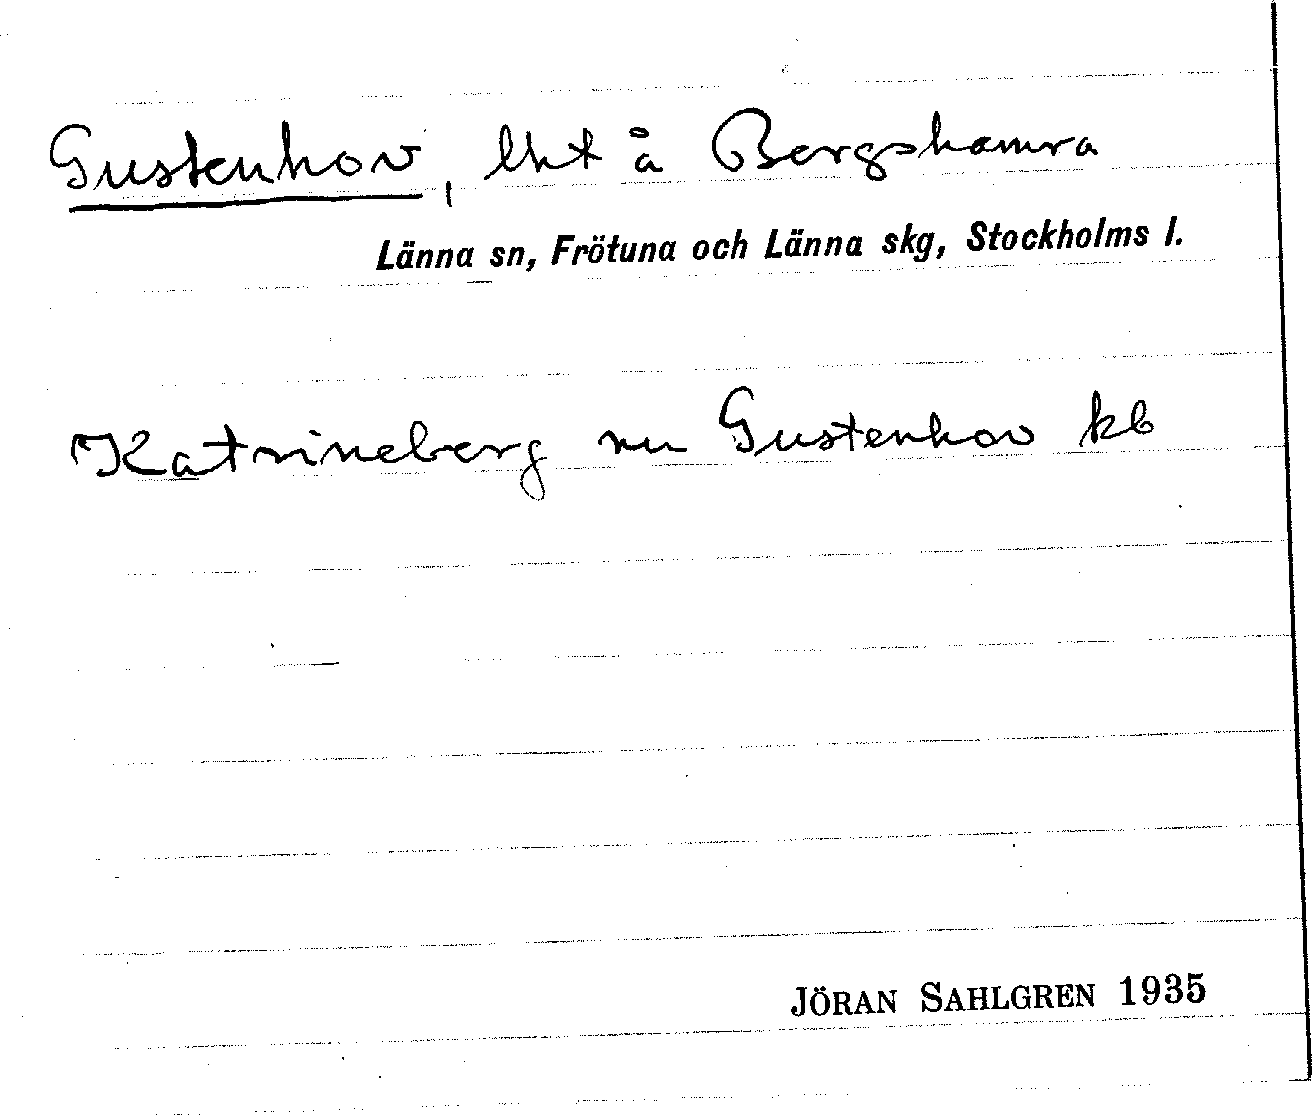 Gustenhov, lht å Bergshamra
Länna sn, Frötuna och Länna skg, Stockholms l.
Katrineberg nu Gustenhov kb
JÖRAN SAHLGREN 1935